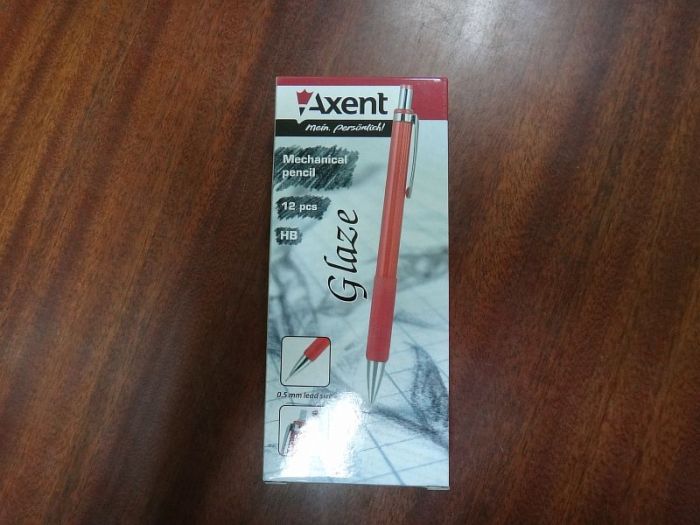 Axent
Mein. Persönlich!
Mechanical
pencil
12 pcs
HB
Glaze
0.5 mm lead size